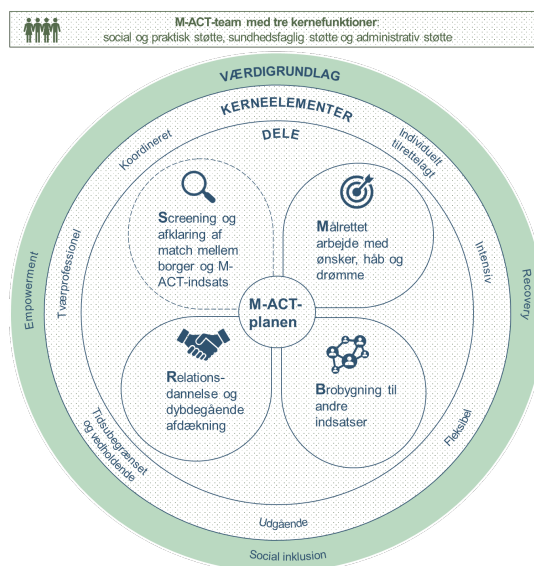 M-ACT-team med tre kernefunktioner:
social og praktisk støtte, sundhedsfaglig støtte og administrativ støtte
VÆRDIGRUNDLAG
KERNEELEMENTER
DELE
Koordineret
Individuelt
tilrettelagt
Screening og
afklaring af
match mellem
borger og M-
ACT-indsats
Målrettet
arbejde med
ønsker, håb og
drømme
Tværprofessionel
Intensiv
Empowerment
Recovery
M-ACT-
planen
Relations-
dannelse og
dybdegående
afdækning
Brobygning til
andre
indsatser
Tidsubegrænset
og vedholdende
Fleksibel
Udgående
Social inklusion